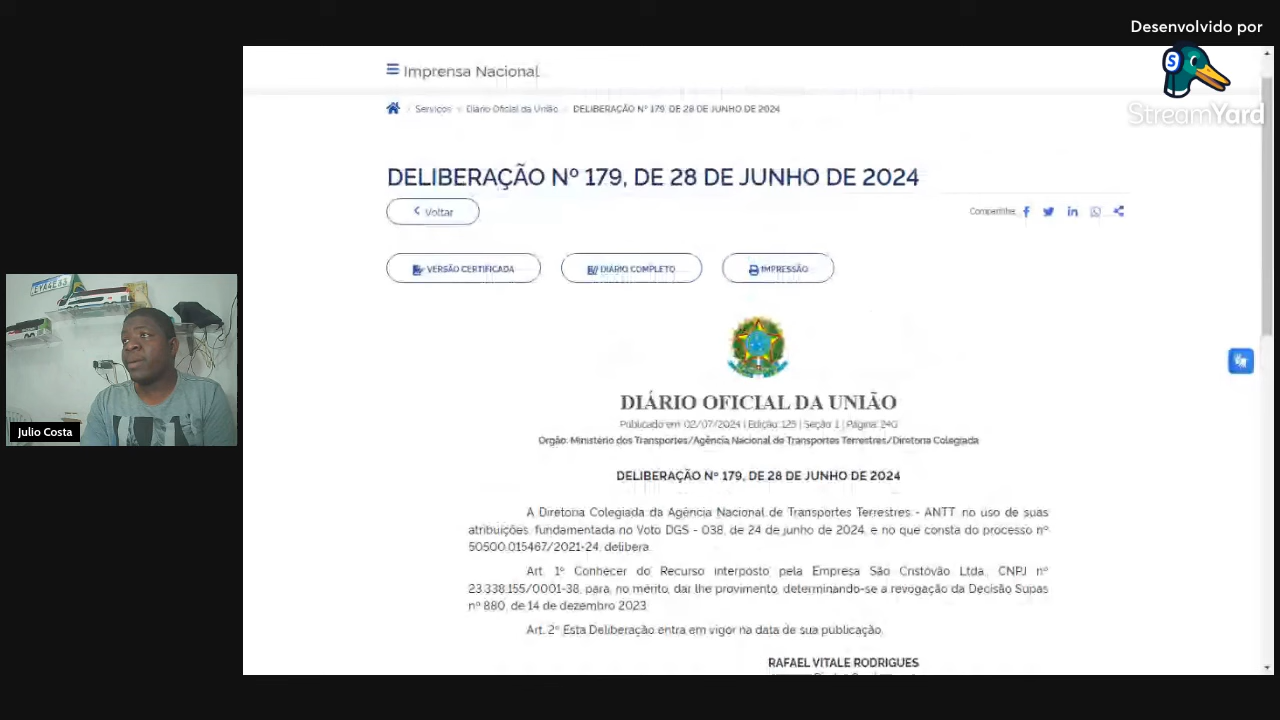 Desenvolvido por
StreamYard
Imprensa Nacional
Serviços
Diário Oficial da União
DELIBERAÇÃO Nº 179, DE 28 DE JUNHO DE 2024
DELIBERAÇÃO Nº 179, DE 28 DE JUNHO DE 2024
Voltar
Compartilhe:
VERSÃO CERTIFICADA
DIÁRIO COMPLETO
IMPRESSÃO
DIÁRIO OFICIAL DA UNIÃO
Publicado em: 02/07/2024 | Edição: 125 | Seção: 1 | Página: 240
Órgão: Ministério dos Transportes/Agência Nacional de Transportes Terrestres/Diretoria Colegiada
DELIBERAÇÃO Nº 179, DE 28 DE JUNHO DE 2024
A Diretoria Colegiada da Agência Nacional de Transportes Terrestres - ANTT, no uso de suas
atribuições, fundamentada no Voto DGS - 038, de 24 de junho de 2024, e no que consta do processo nº
50500.015467/2021-24, delibera:
Art. 1º Conhecer do Recurso interposto pela Empresa São Cristóvão Ltda., CNPJ nº
23.338.155/0001-38, para, no mérito, dar lhe provimento, determinando-se a revogação da Decisão Supas
nº 880, de 14 de dezembro 2023.
Art. 2º Esta Deliberação entra em vigor na data de sua publicação.
RAFAEL VITALE RODRIGUES
Julio Costa